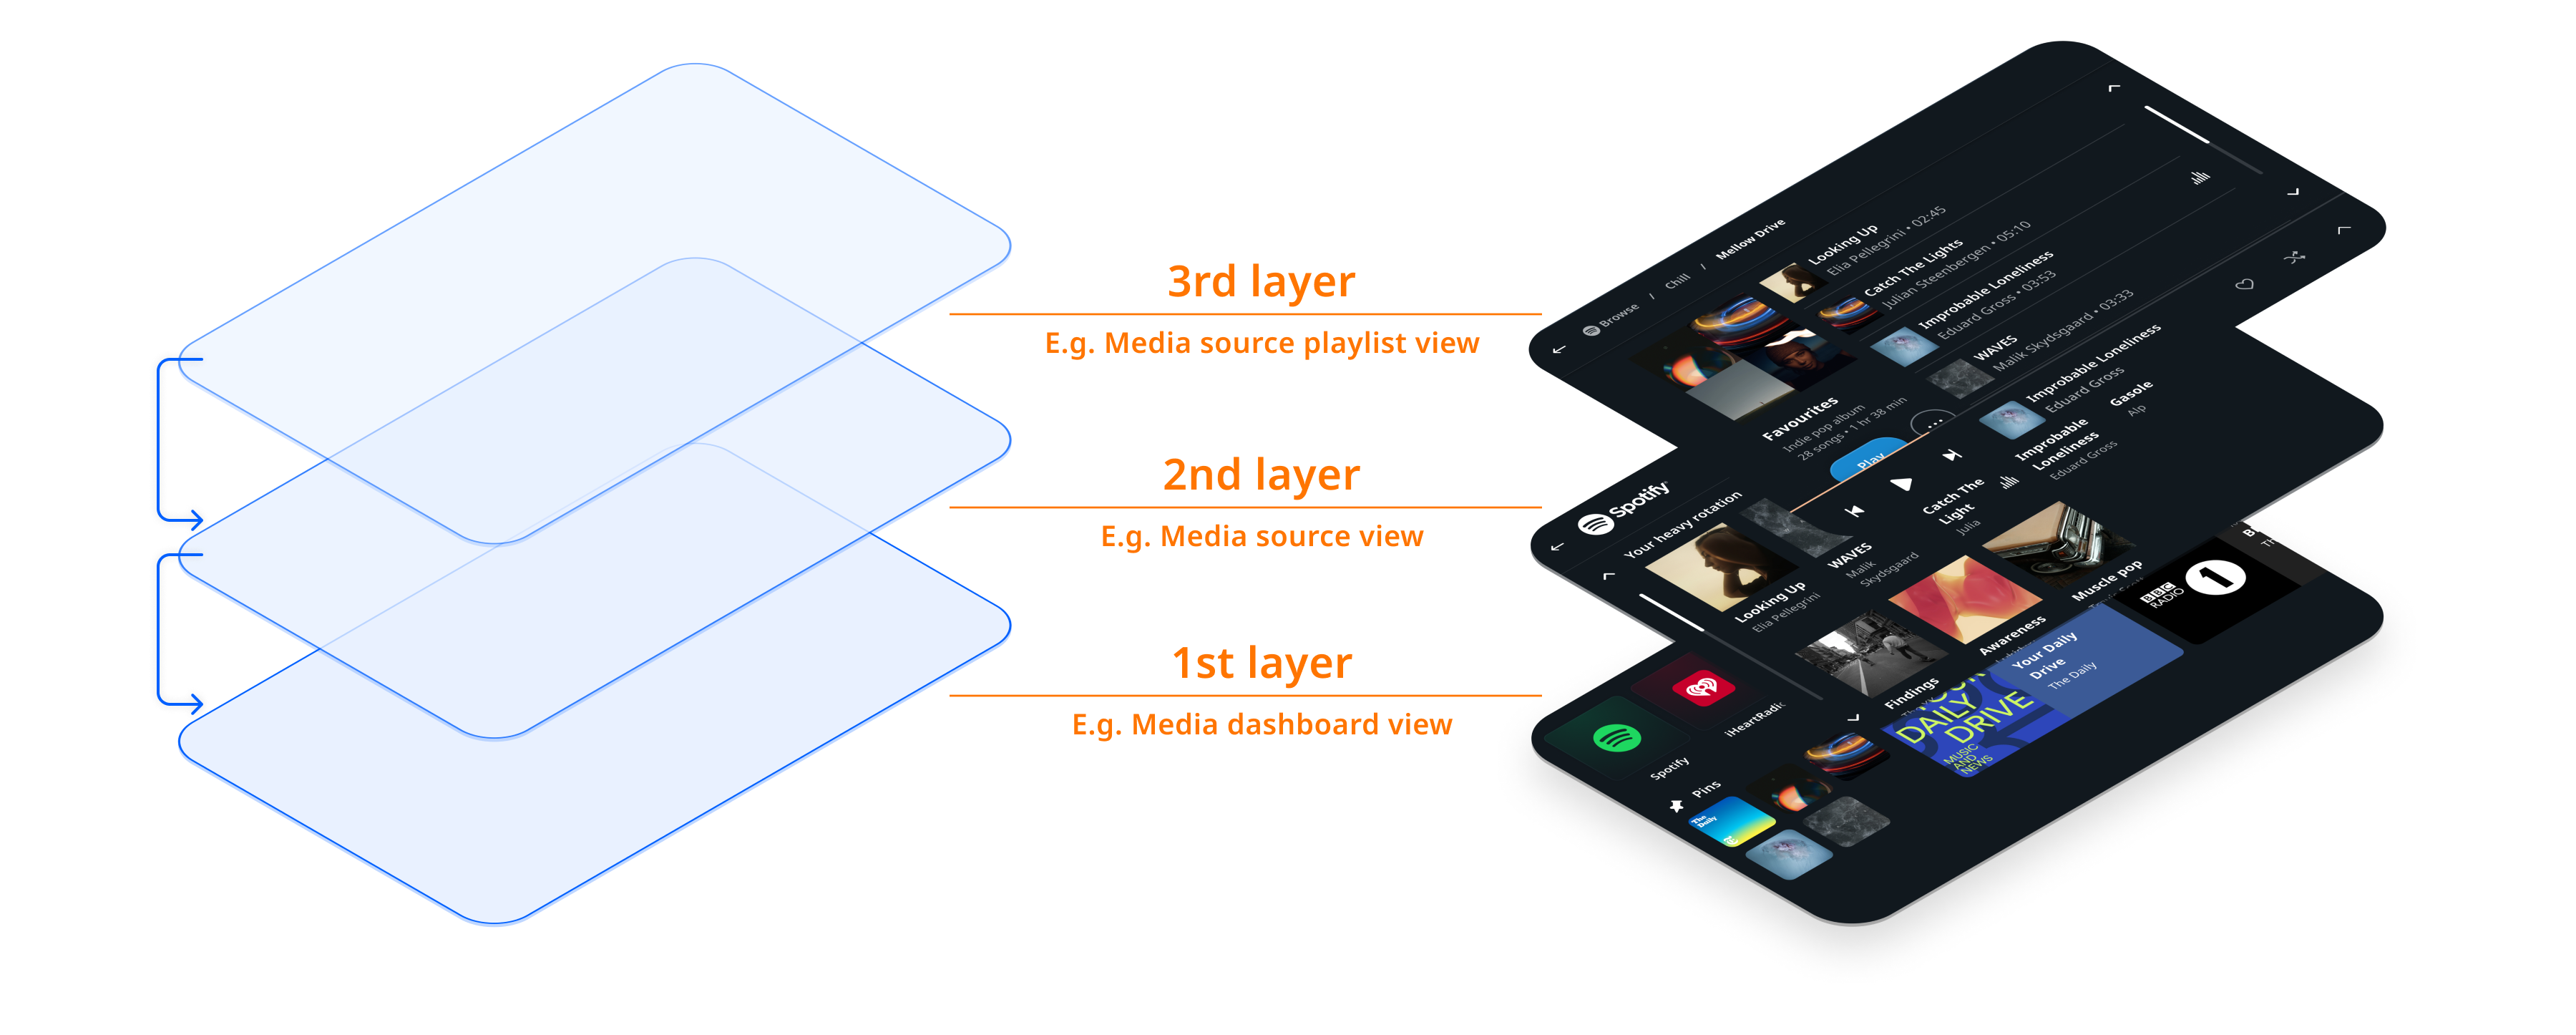 3rd layer
E.g. Media source playlist view
2nd layer
E.g. Media source view
1st layer
E.g. Media dashboard view
Browse / Chill / Mellow Drive
Looking Up
Elia Pellegrini • 02:45
Catch The Lights
Julian Steenbergen • 05:10
Improbable Loneliness
Eduard Gross • 03:53
WAVES
Malik Skydsgaard • 03:33
Improbable Loneliness
Eduard Gross
Favourites
Indie pop album
28 songs • 1 hr 38 min
Play
Spotify
Your heavy rotation
Looking Up
Elia Pellegrini
WAVES
Malik
Skydsgaard
Catch The
Light
Julia
Improbable
Loneliness
Eduard Gross
Gasole
Alp
Findings
Awareness
Muscle pop
Spotify
iHeartRadio
Pins
The
Daily
DAILY
DRIVE
MUSIC
AND
NEWS
Your Daily
Drive
The Daily
BBC
RADIO
1